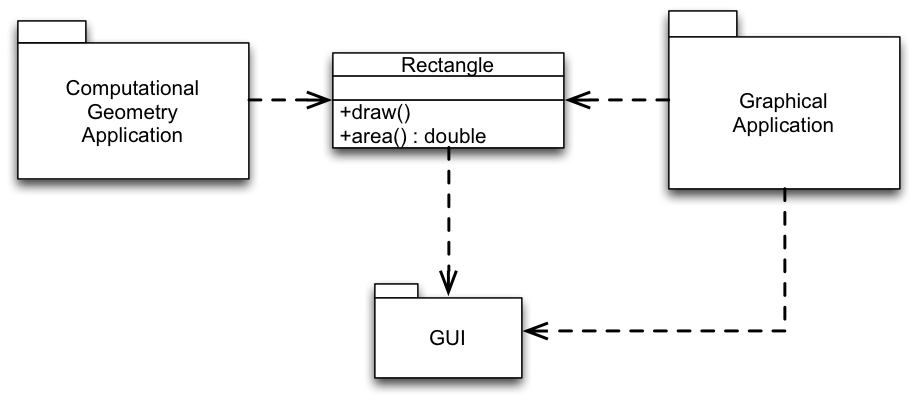 Computational
Geometry
Application
Rectangle
+draw()
+area() : double
Graphical
Application
GUI